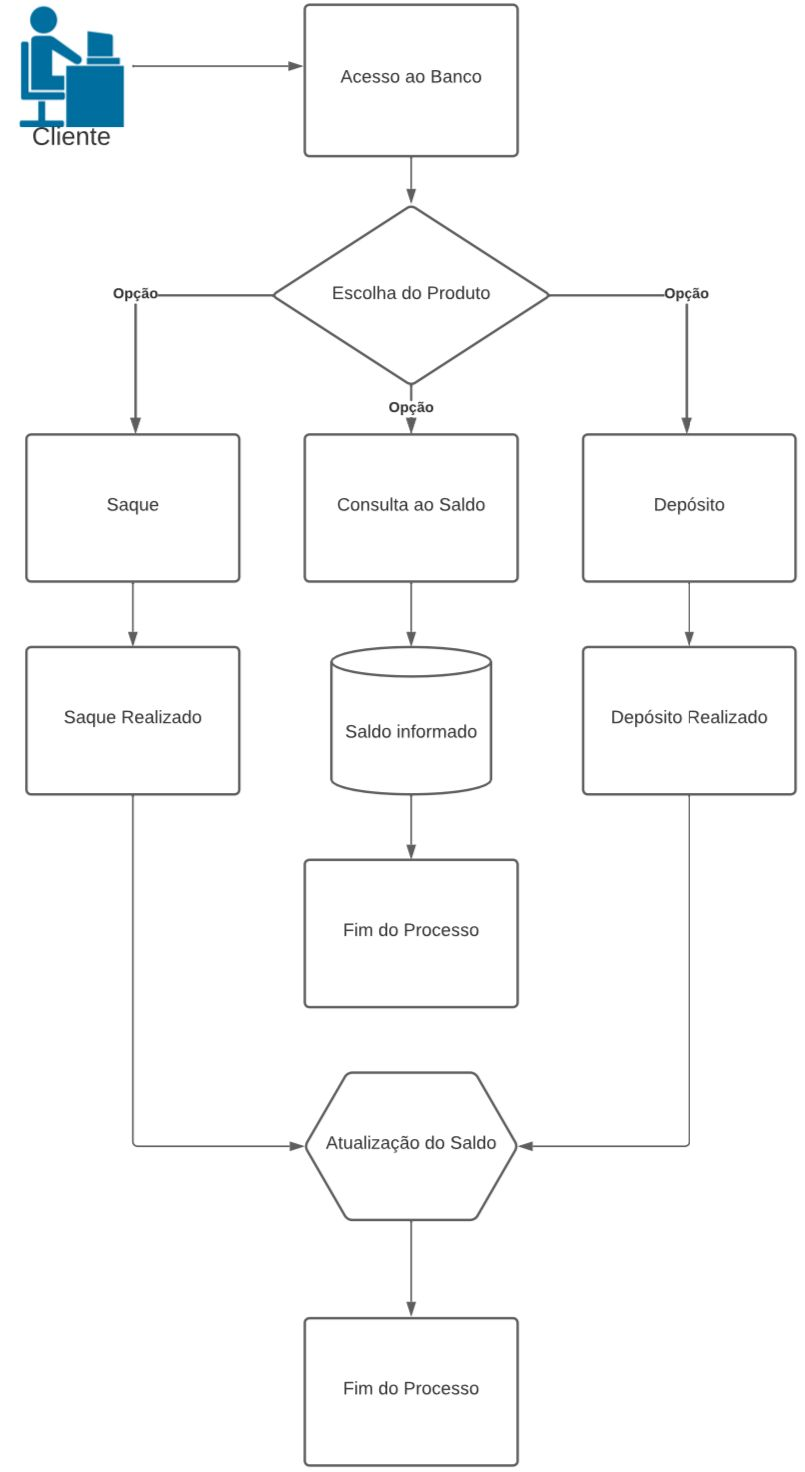 Cliente
Acesso ao Banco
Escolha do Produto
Opção
Opção
Opção
Saque
Consulta ao Saldo
Depósito
Saque Realizado
Saldo informado
Depósito Realizado
Fim do Processo
Atualização do Saldo
Fim do Processo